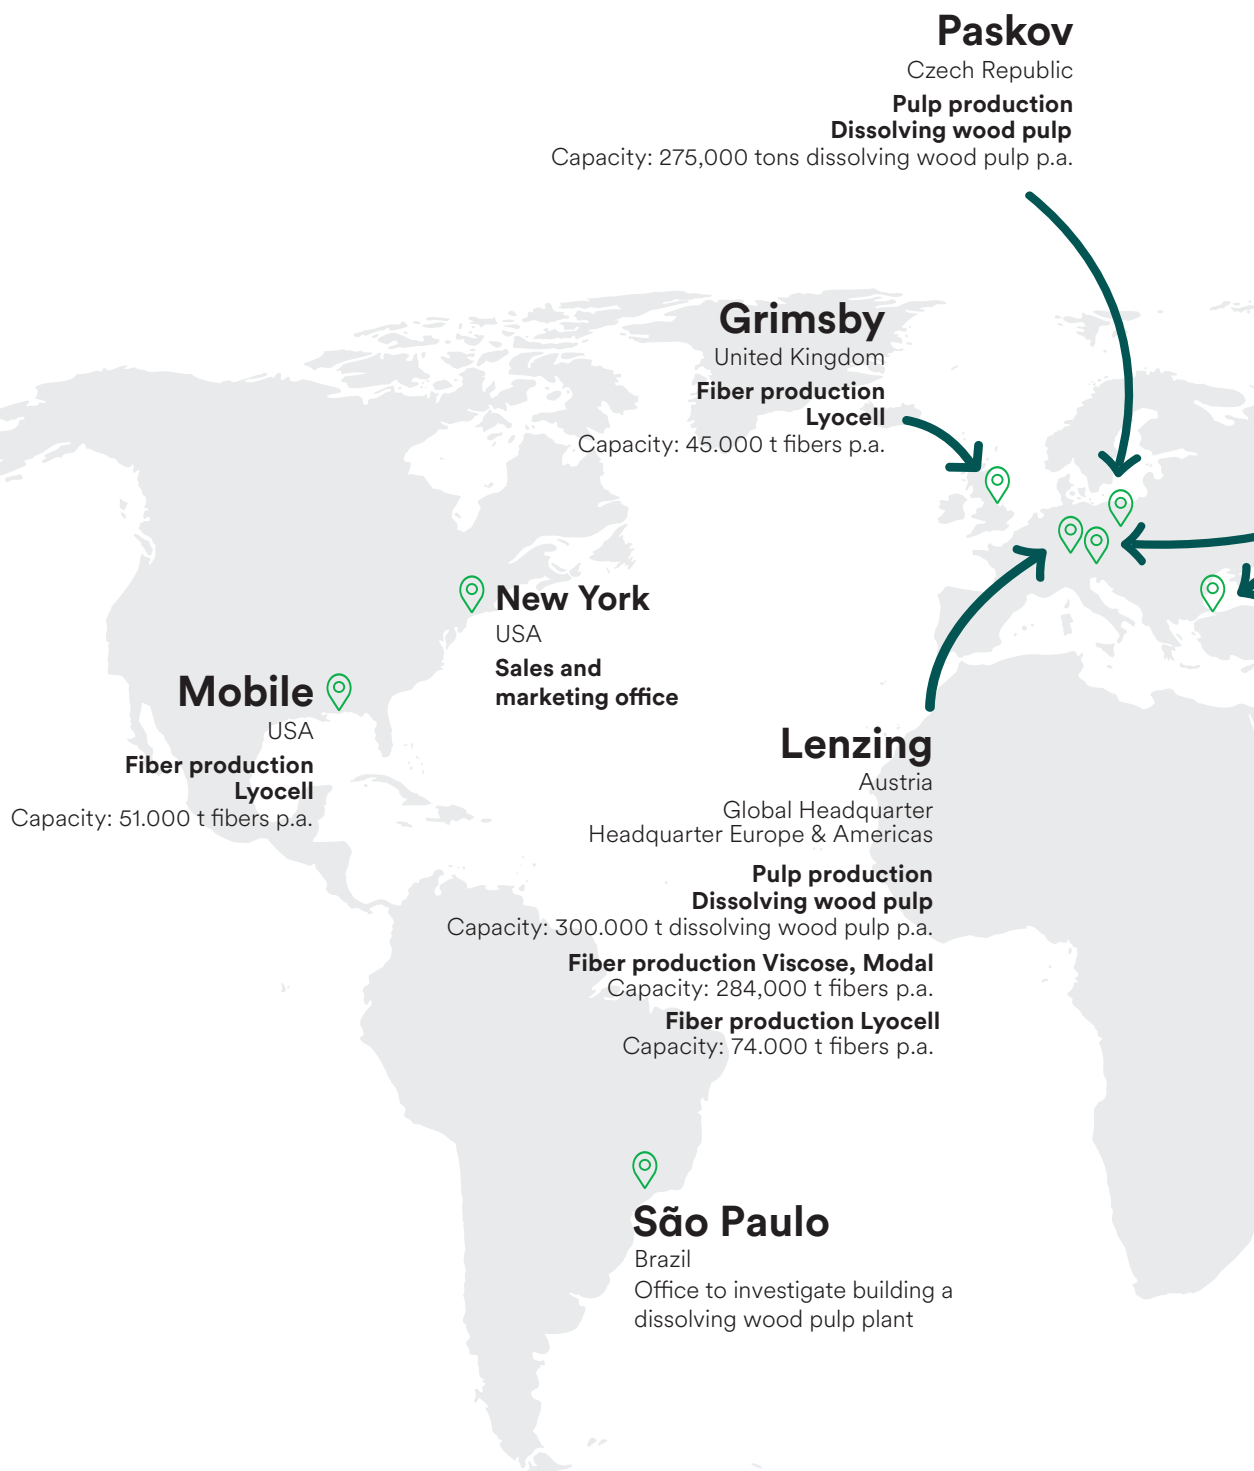 Paskov
Czech Republic
Pulp production
Dissolving wood pulp
Capacity: 275,000 tons dissolving wood pulp p.a.
Grimsby
United Kingdom
Fiber production
Lyocell
Capacity: 45.000 t fibers p.a.
New York
USA
Sales and
marketing office
Mobile
USA
Fiber production
Lyocell
Capacity: 51.000 t fibers p.a.
Lenzing
Austria
Global Headquarter
Headquarter Europe & Americas
Pulp production
Dissolving wood pulp
Capacity: 300.000 t dissolving wood pulp p.a.
Fiber production Viscose, Modal
Capacity: 284,000 t fibers p.a.
Fiber production Lyocell
Capacity: 74.000 t fibers p.a.
São Paulo
Brazil
Office to investigate building a
dissolving wood pulp plant